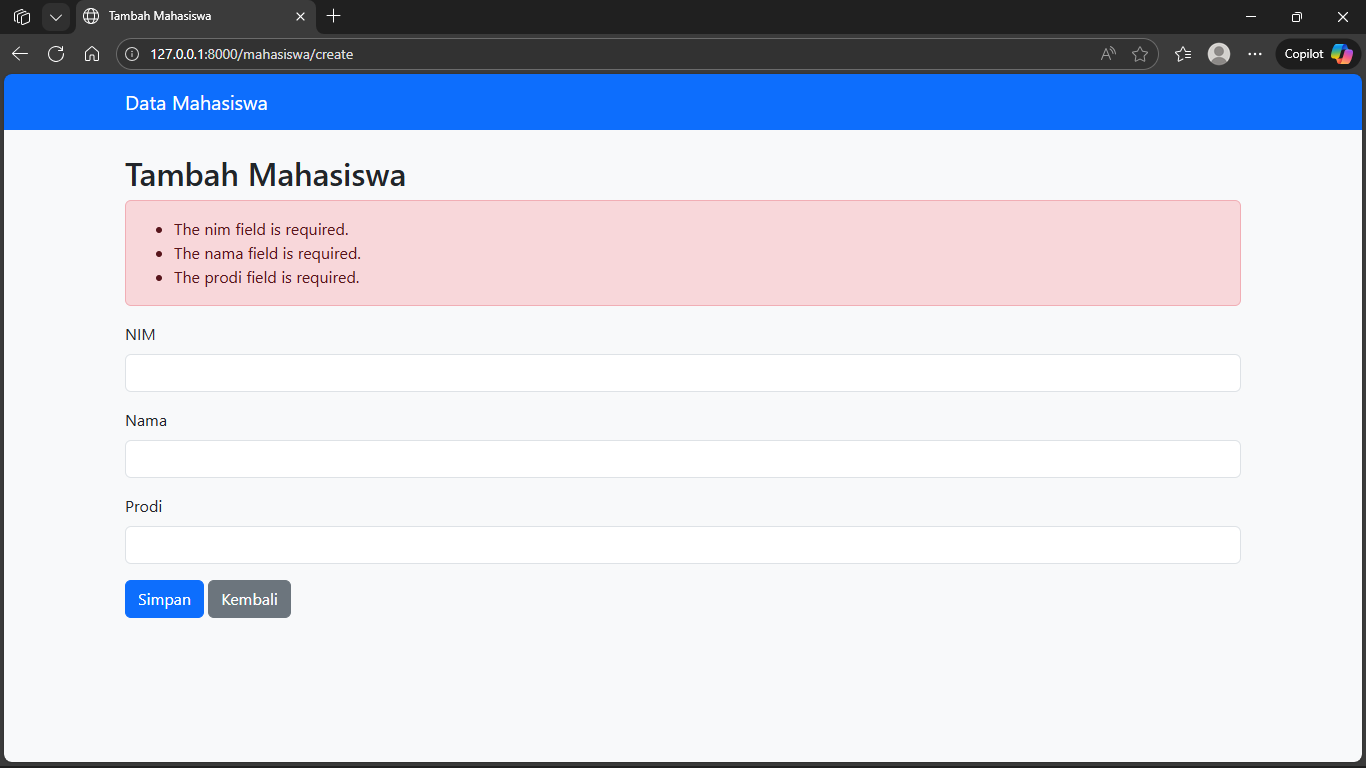 Tambah Mahasiswa
127.0.0.1:8000/mahasiswa/create
Copilot
Data Mahasiswa
Tambah Mahasiswa
The nim field is required.
The nama field is required.
The prodi field is required.
NIM
Nama
Prodi
Simpan Kembali